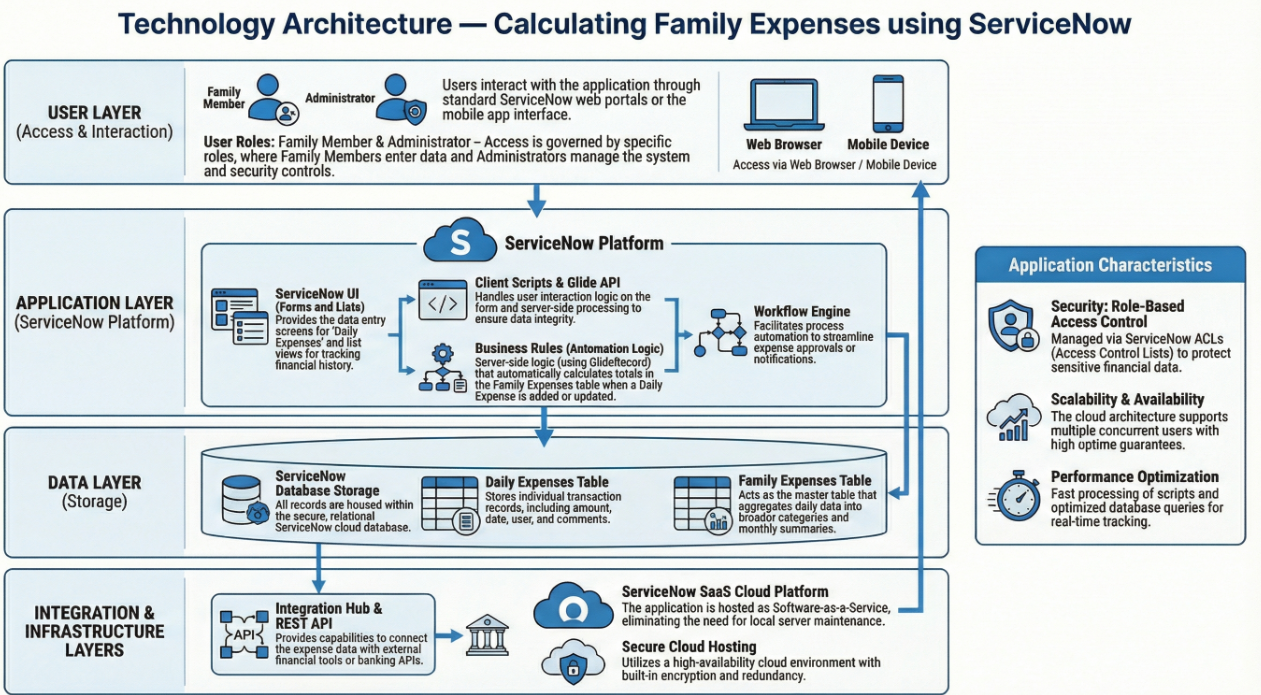 Technology Architecture — Calculating Family Expenses using ServiceNow
USER LAYER
(Access & Interaction)
Family
Member
Administrator
Users interact with the application through
standard ServiceNow web portals or the
mobile app interface.
User Roles: Family Member & Administrator – Access is governed by specific
roles, where Family Members enter data and Administrators manage the system
and security controls.
Web Browser
Mobile Device
Access via Web Browser / Mobile Device
APPLICATION LAYER
(ServiceNow Platform)
S
ServiceNow Platform
ServiceNow UI
(Forms and Liats)
Provides the data entry
screens for 'Daily
Expenses' and list
views for tracking
financial history.
</>
Client Scripts & Glide API
Handles user interaction logic on the
form and server-side processing to
ensure data integrity.
Business Rules (Automation Logic)
Server-side logic (using Glideftecord)
that automatically calculates totals in
the Family Expenses table when a Daily
Expense is added or updated.
Workflow Engine
Facilitates process
automation to streamline
expense approvals or
notifications.
DATA LAYER
(Storage)
ServiceNow
Database Storage
All records are housed within
the secure, relational
ServiceNow cloud database.
Daily Expenses Table
Stores individual transaction
records, including amount,
date, user, and comments.
Family Expenses Table
Acts as the master table that
aggregates daily data into
broader categories and
monthly summaries.
INTEGRATION &
INFRASTRUCTURE
LAYERS
API
Integration Hub &
REST API
Provides capabilities to connect
the expense data with external
financial tools or banking APIs.
ServiceNow SaaS Cloud Platform
The application is hosted as Software-as-a-Service,
eliminating the need for local server maintenance.
Secure Cloud Hosting
Utilizes a high-availability cloud environment with
built-in encryption and redundancy.
Application Characteristics
Security: Role-Based
Access Control
Managed via ServiceNow ACLs
(Access Control Lists) to protect
sensitive financial data.
Scalability & Availability
The cloud architecture supports
multiple concurrent users with
high optime guarantees.
Performance Optimization
Fast processing of scripts and
optimized database queries for
real-time tracking.